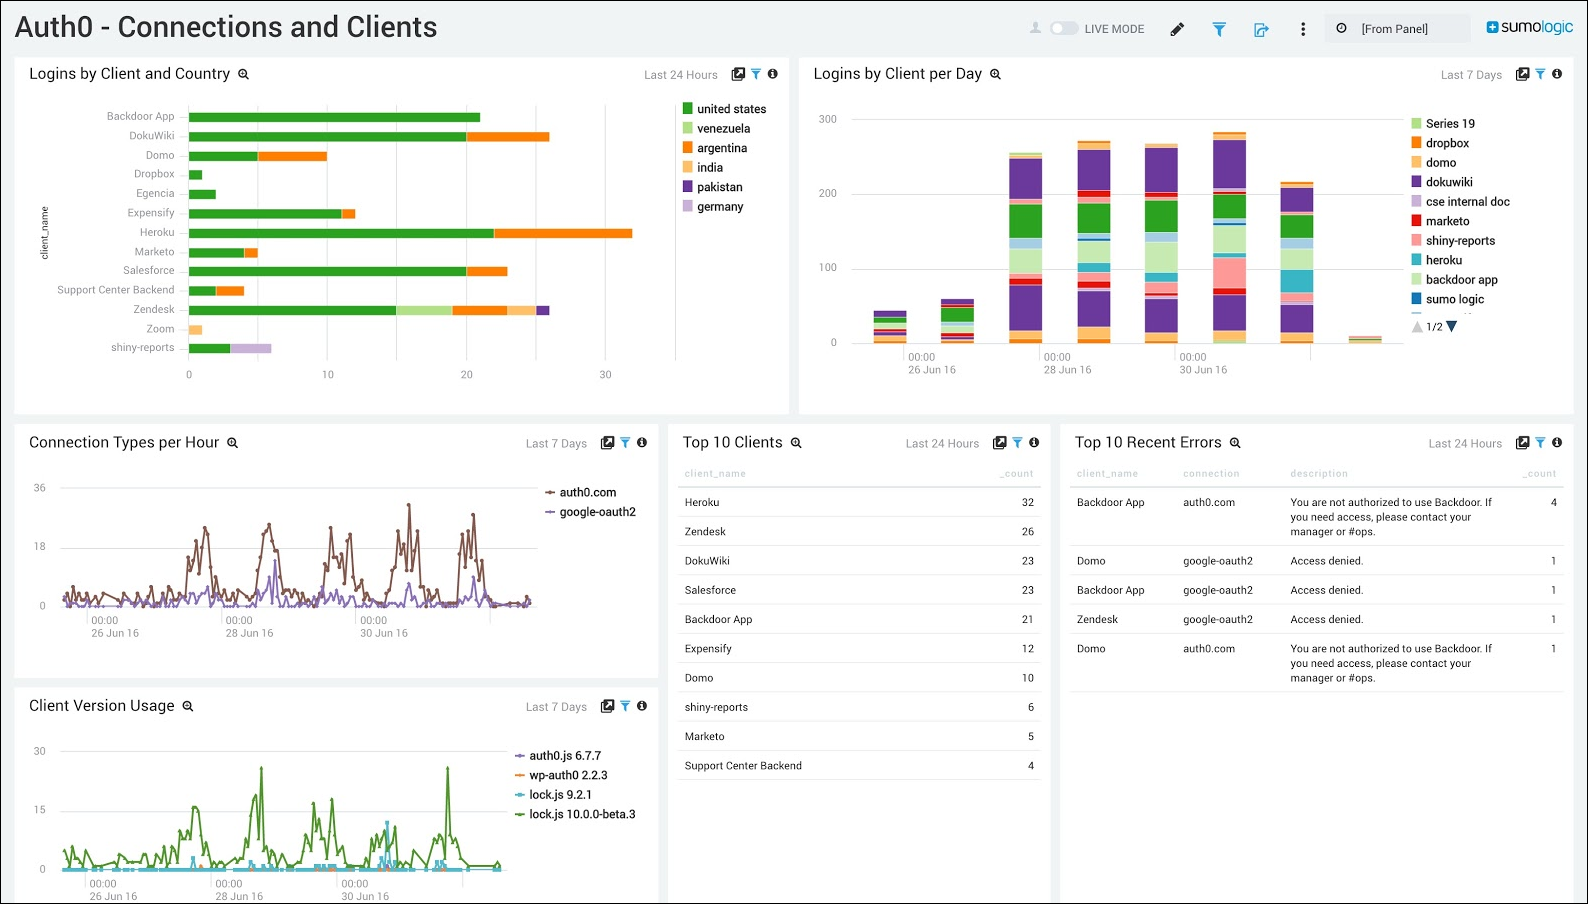 Auth0 - Connections and Clients
LIVE MODE
[From Panel]
sumologic
Logins by Client and Country
Last 24 Hours
client_name
Backdoor App
DokuWiki
Domo
Dropbox
Egencia
Expensify
Heroku
Marketo
Salesforce
Support Center Backend
Zendesk
Zoom
shiny-reports
0 10 20 30
united states
venezuela
argentina
india
pakistan
germany
Logins by Client per Day
Last 7 Days
300
200
100
0
00:00 00:00 00:00
26 Jun 16 28 Jun 16 30 Jun 16
Series 19
dropbox
domo
dokuwiki
cse internal doc
marketo
shiny-reports
heroku
backdoor app
sumo logic
1/2
Connection Types per Hour
Last 7 Days
36
18
0
00:00 00:00 00:00
26 Jun 16 28 Jun 16 30 Jun 16
auth0.com
google-oauth2
Client Version Usage
Last 7 Days
30
15
0
00:00 00:00 00:00
26 Jun 16 28 Jun 16 30 Jun 16
auth0.js 6.7.7
wp-auth0 2.2.3
lock.js 9.2.1
lock.js 10.0.0-beta.3
Top 10 Clients
Last 24 Hours
client_name _count
Heroku 32
Zendesk 26
DokuWiki 23
Salesforce 23
Backdoor App 21
Expensify 12
Domo 10
shiny-reports 6
Marketo 5
Support Center Backend 4
Top 10 Recent Errors
Last 24 Hours
client_name connection description _count
Backdoor App auth0.com You are not authorized to use Backdoor. If 4
you need access, please contact your
manager or #ops.
Domo google-oauth2 Access denied. 1
Backdoor App google-oauth2 Access denied. 1
Zendesk google-oauth2 Access denied. 1
Domo auth0.com You are not authorized to use Backdoor. If 1
you need access, please contact your
manager or #ops.